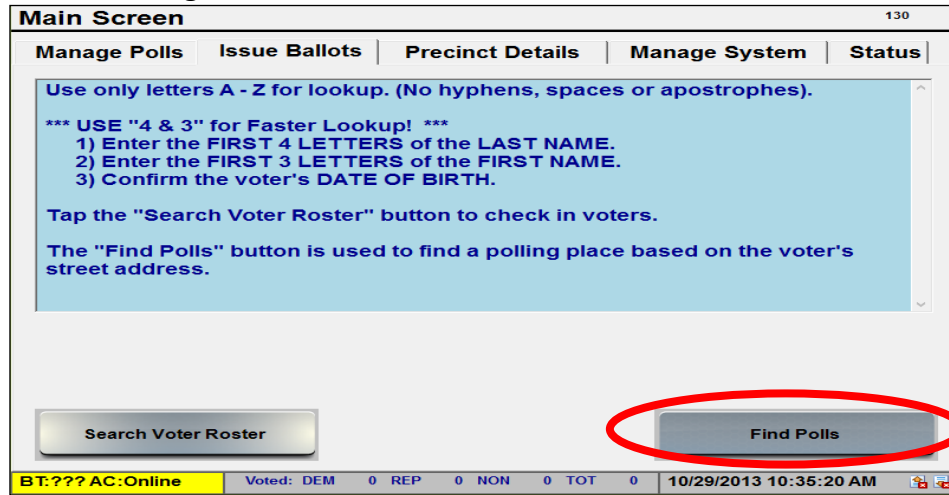 Main Screen 130
Manage Polls Issue Ballots Precinct Details Manage System Status
Use only letters A - Z for lookup. (No hyphens, spaces or apostrophes).
*** USE "4 & 3" for Faster Lookup! ***
1) Enter the FIRST 4 LETTERS of the LAST NAME.
2) Enter the FIRST 3 LETTERS of the FIRST NAME.
3) Confirm the voter's DATE OF BIRTH.
Tap the "Search Voter Roster" button to check in voters.
The "Find Polls" button is used to find a polling place based on the voter's
street address.
Search Voter Roster Find Polls
BT:??? AC:Online Voted: DEM 0 REP 0 NON 0 TOT 0 10/29/2013 10:35:20 AM